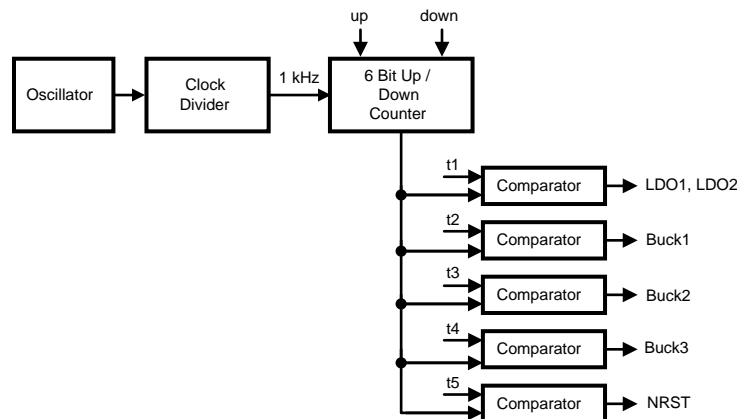 up down
Oscillator
Clock
Divider
1 kHz
6 Bit Up /
Down
Counter
t1
Comparator
LDO1, LDO2
t2
Comparator
Buck1
t3
Comparator
Buck2
t4
Comparator
Buck3
t5
Comparator
NRST